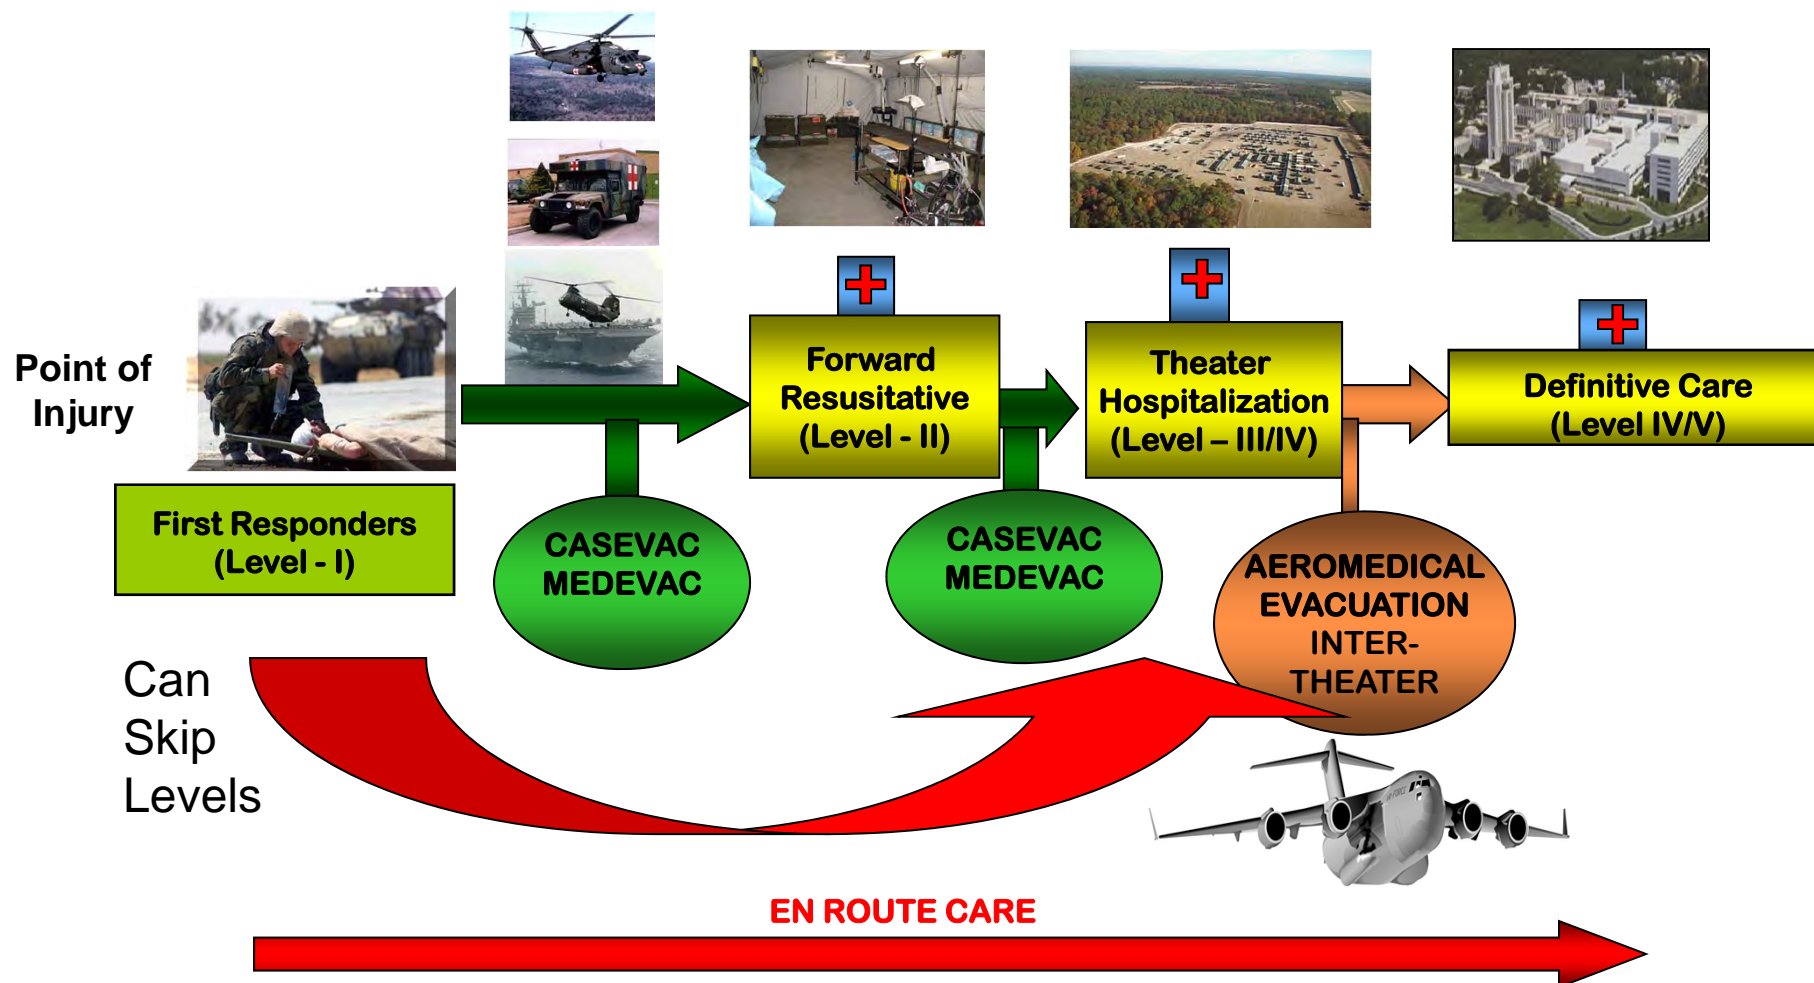 Point of
Injury
First Responders
(Level - I)
CASEVAC
MEDEVAC
Forward
Resusitative
(Level - II)
CASEVAC
MEDEVAC
Theater
Hospitalization
(Level – III/IV)
AEROMEDICAL
EVACUATION
INTER-
THEATER
Definitive Care
(Level IV/V)
Can
Skip
Levels
EN ROUTE CARE